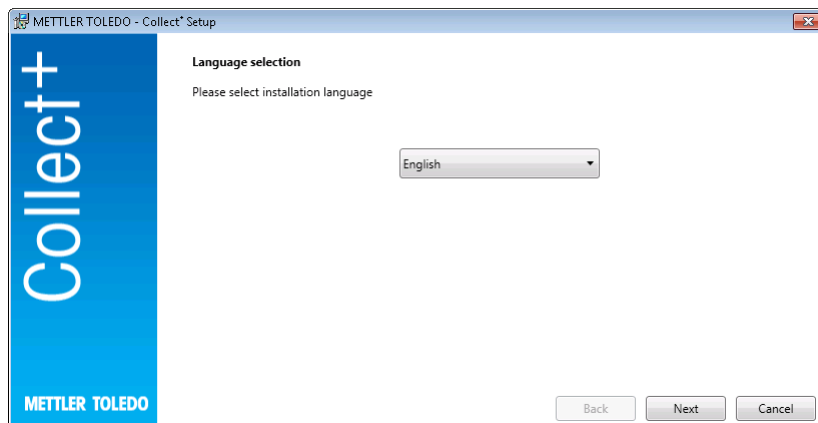 METTLER TOLEDO - Collect⁺ Setup
Collect+
Language selection
Please select installation language
English
METTLER TOLEDO
Back
Next
Cancel